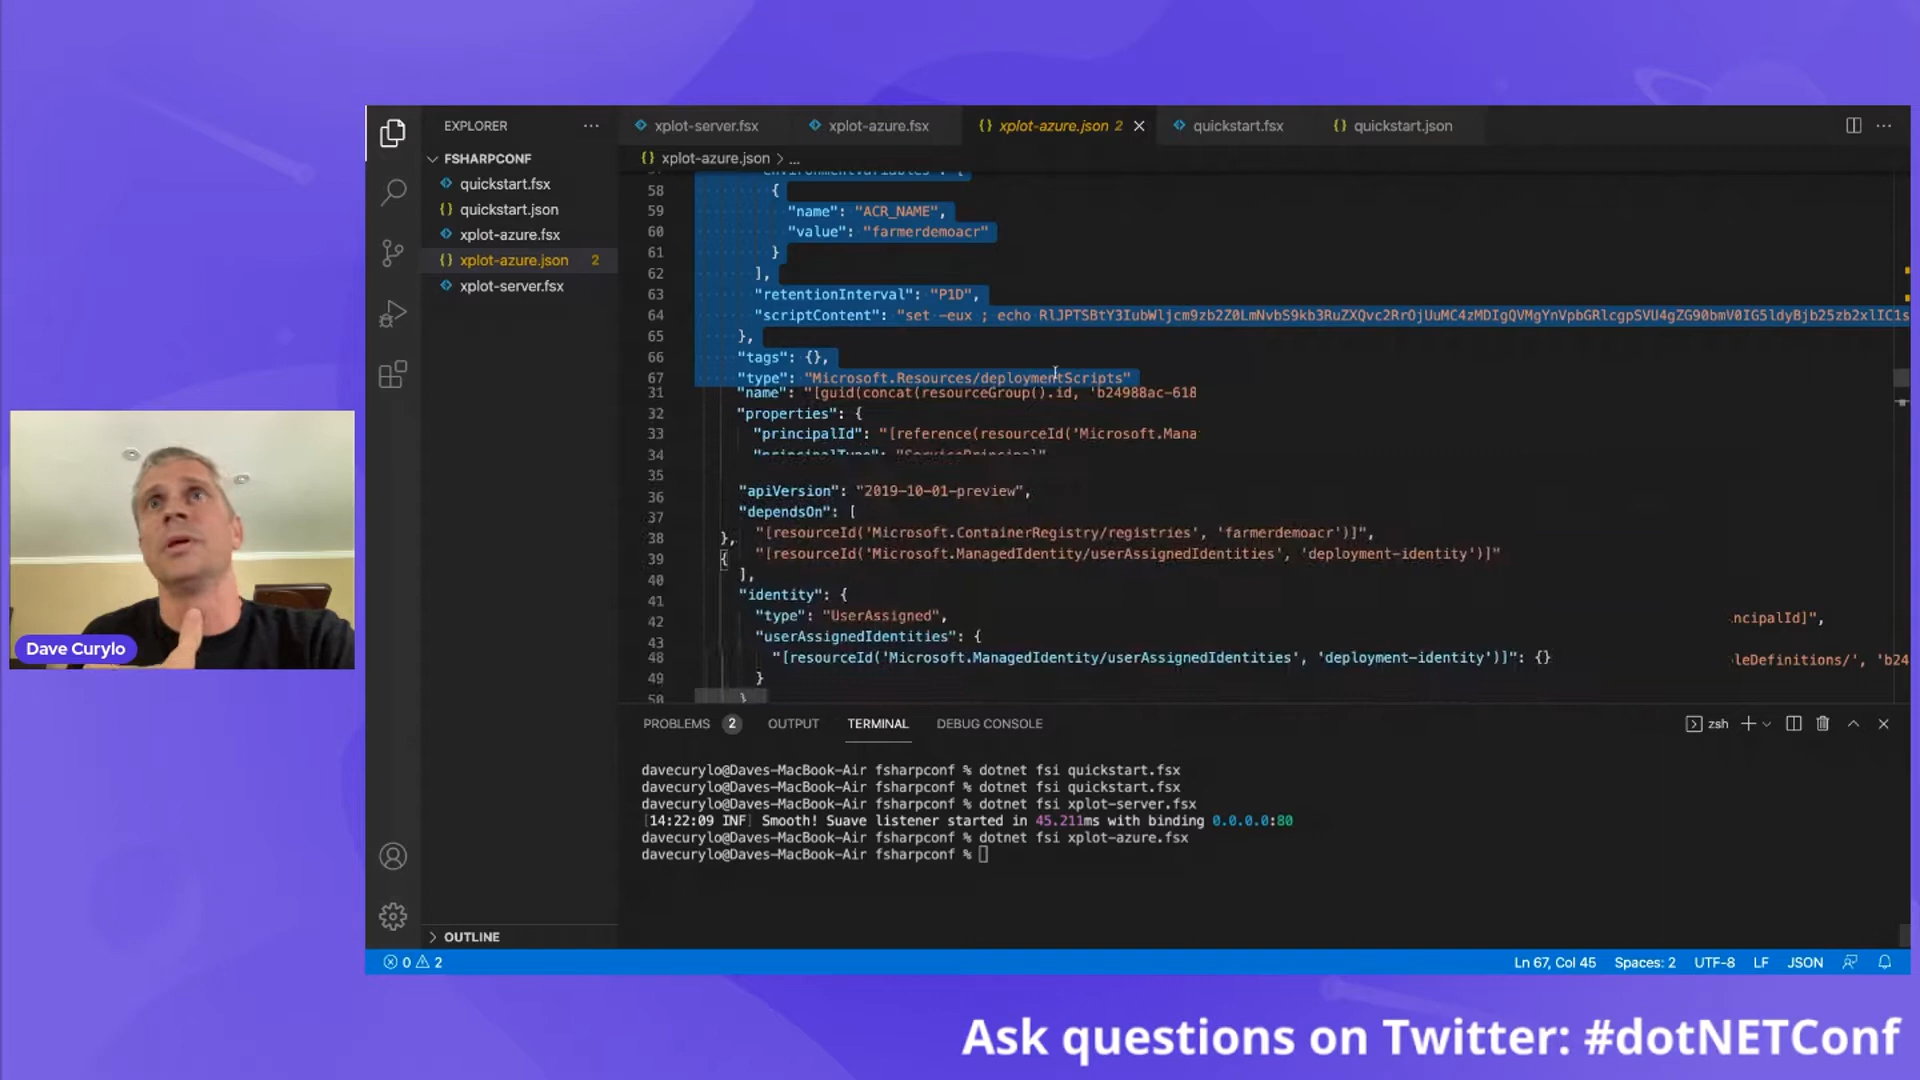 EXPLORER
FSHARPCONF
quickstart.fsx
quickstart.json
xplot-azure.fsx
xplot-azure.json 2
xplot-server.fsx
OUTLINE
xplot-server.fsx xplot-azure.fsx xplot-azure.json 2 quickstart.fsx quickstart.json
xplot-azure.json > ...
58 {
59 "name": "ACR_NAME",
60 "value": "farmerdemoacr"
61 }
62 ],
63 "retentionInterval": "P1D",
64 "scriptContent": "set -eux ; echo
65 },
66 "tags": {},
67 "type": "Microsoft.Resources/deploymentScripts"
31 "name": "[guid(concat(resourceGroup().id, 'b24988ac-618
32 "properties": {
33 "principalId": "[reference(resourceId('Microsoft.Mana
34 "principalType": "ServicePrincipal"
35
36 "apiVersion": "2019-10-01-preview",
37 "dependsOn": [
38 }, "[resourceId('Microsoft.ContainerRegistry/registries', 'farmerdemoacr')]",
39 { "[resourceId('Microsoft.ManagedIdentity/userAssignedIdentities', 'deployment-identity')]"
40 ],
41 "identity": {
42 "type": "UserAssigned", ncipalId]",
43 "userAssignedIdentities": {
48 "[resourceId('Microsoft.ManagedIdentity/userAssignedIdentities', 'deployment-identity')]": {} leDefinitions/', 'b24
49 }
50 }
PROBLEMS 2 OUTPUT TERMINAL DEBUG CONSOLE zsh
davecurylo@Daves-MacBook-Air fsharpconf % dotnet fsi quickstart.fsx
davecurylo@Daves-MacBook-Air fsharpconf % dotnet fsi quickstart.fsx
davecurylo@Daves-MacBook-Air fsharpconf % dotnet fsi xplot-server.fsx
[14:22:09 INF] Smooth! Suave listener started in 45.211ms with binding 0.0.0.0:80
davecurylo@Daves-MacBook-Air fsharpconf % dotnet fsi xplot-azure.fsx
davecurylo@Daves-MacBook-Air fsharpconf %
0 2 Ln 67, Col 45 Spaces: 2 UTF-8 LF JSON
Dave Curylo
Ask questions on Twitter: #dotNETConf